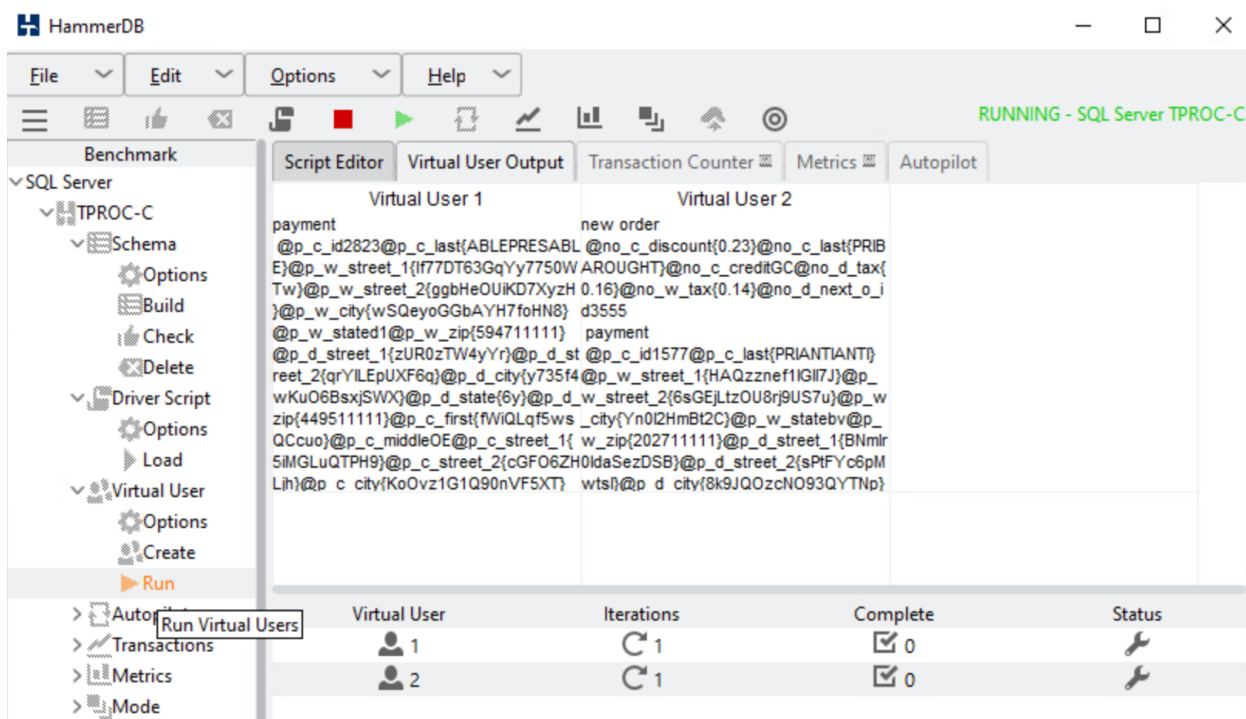 HammerDB
File Edit Options Help
RUNNING - SQL Server TPROC-C
Benchmark
Script Editor Virtual User Output Transaction Counter Metrics Autopilot
SQL Server
TPROC-C
Schema
Options
Build
Check
Delete
Driver Script
Options
Load
Virtual User
Options
Create
Run
Run Virtual Users
Transactions
Metrics
Mode
Virtual User 1
payment
@p_c_id2823@p_c_last{ABLEPRESABL
E}@p_w_street_1{lf77DT63GqYy7750W
Tw}@p_w_street_2{ggbHeOUiKD7XyzH
}@p_w_city{wSQeyoGGbAYH7foHN8}
@p_w_stated1@p_w_zip{594711111}
@p_d_street_1{zUR0zTW4yYr}@p_d_st
reet_2{qrYILEpUXF6q}@p_d_city{y735f4
wKuO6BsxjSWX}@p_d_state{6y}@p_d_
zip{449511111}@p_c_first{fWiQLqf5ws
QCcuo}@p_c_middleOE@p_c_street_1{
5iMGLuQTPH9}@p_c_street_2{cGFO6ZH
Ljh}@p_c_city{KoOvz1G1Q90nVF5XT}
Virtual User 2
new order
@no_c_discount{0.23}@no_c_last{PRIB
AROUGHT}@no_c_creditGC@no_d_tax{
0.16}@no_w_tax{0.14}@no_d_next_o_i
d3555
payment
@p_c_id1577@p_c_last{PRIANTIANTI}
@p_w_street_1{HAQzznef1lGll7J}@p_
w_street_2{6sGEjLtzOU8rj9US7u}@p_w
_city{Yn0l2HmBt2C}@p_w_statebv@p_
w_zip{202711111}@p_d_street_1{BNmlr
0ldaSezDSB}@p_d_street_2{sPtFYc6pM
wtsl}@p_d_city{8k9JQOzcNO93QYTNp}
Virtual User Iterations Complete Status
1 1 0
2 1 0